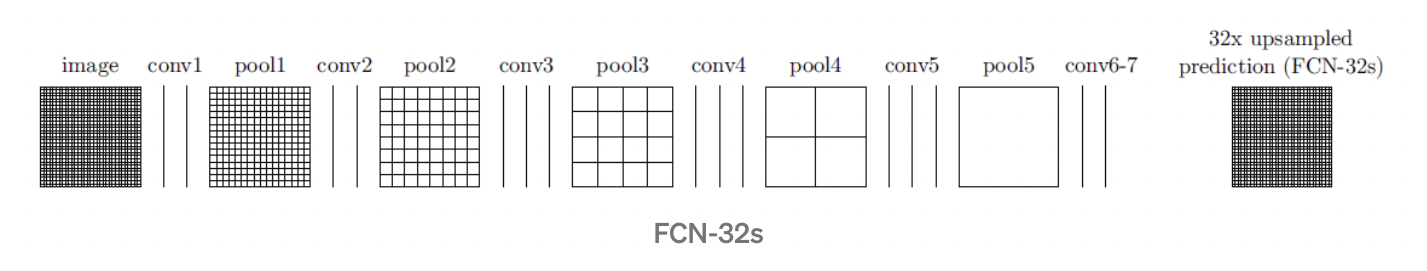 32x upsampled
image conv1 pool1 conv2 pool2 conv3 pool3 conv4 pool4 conv5 pool5 conv6-7 prediction (FCN-32s)
FCN-32s